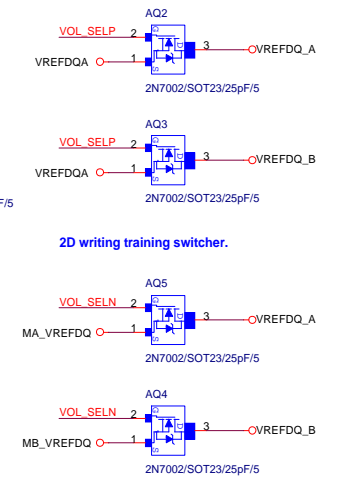 AQ2
VOL_SELP 2 G D 3 VREFDQ_A
VREFDQA 1 S
2N7002/SOT23/25pF/5
AQ3
VOL_SELP 2 G D 3 VREFDQ_B
VREFDQA 1 S
2N7002/SOT23/25pF/5
F/5
2D writing training switcher.
AQ5
VOL_SELN 2 G D 3 VREFDQ_A
MA_VREFDQ 1 S
2N7002/SOT23/25pF/5
AQ4
VOL_SELN 2 G D 3 VREFDQ_B
MB_VREFDQ 1 S
2N7002/SOT23/25pF/5